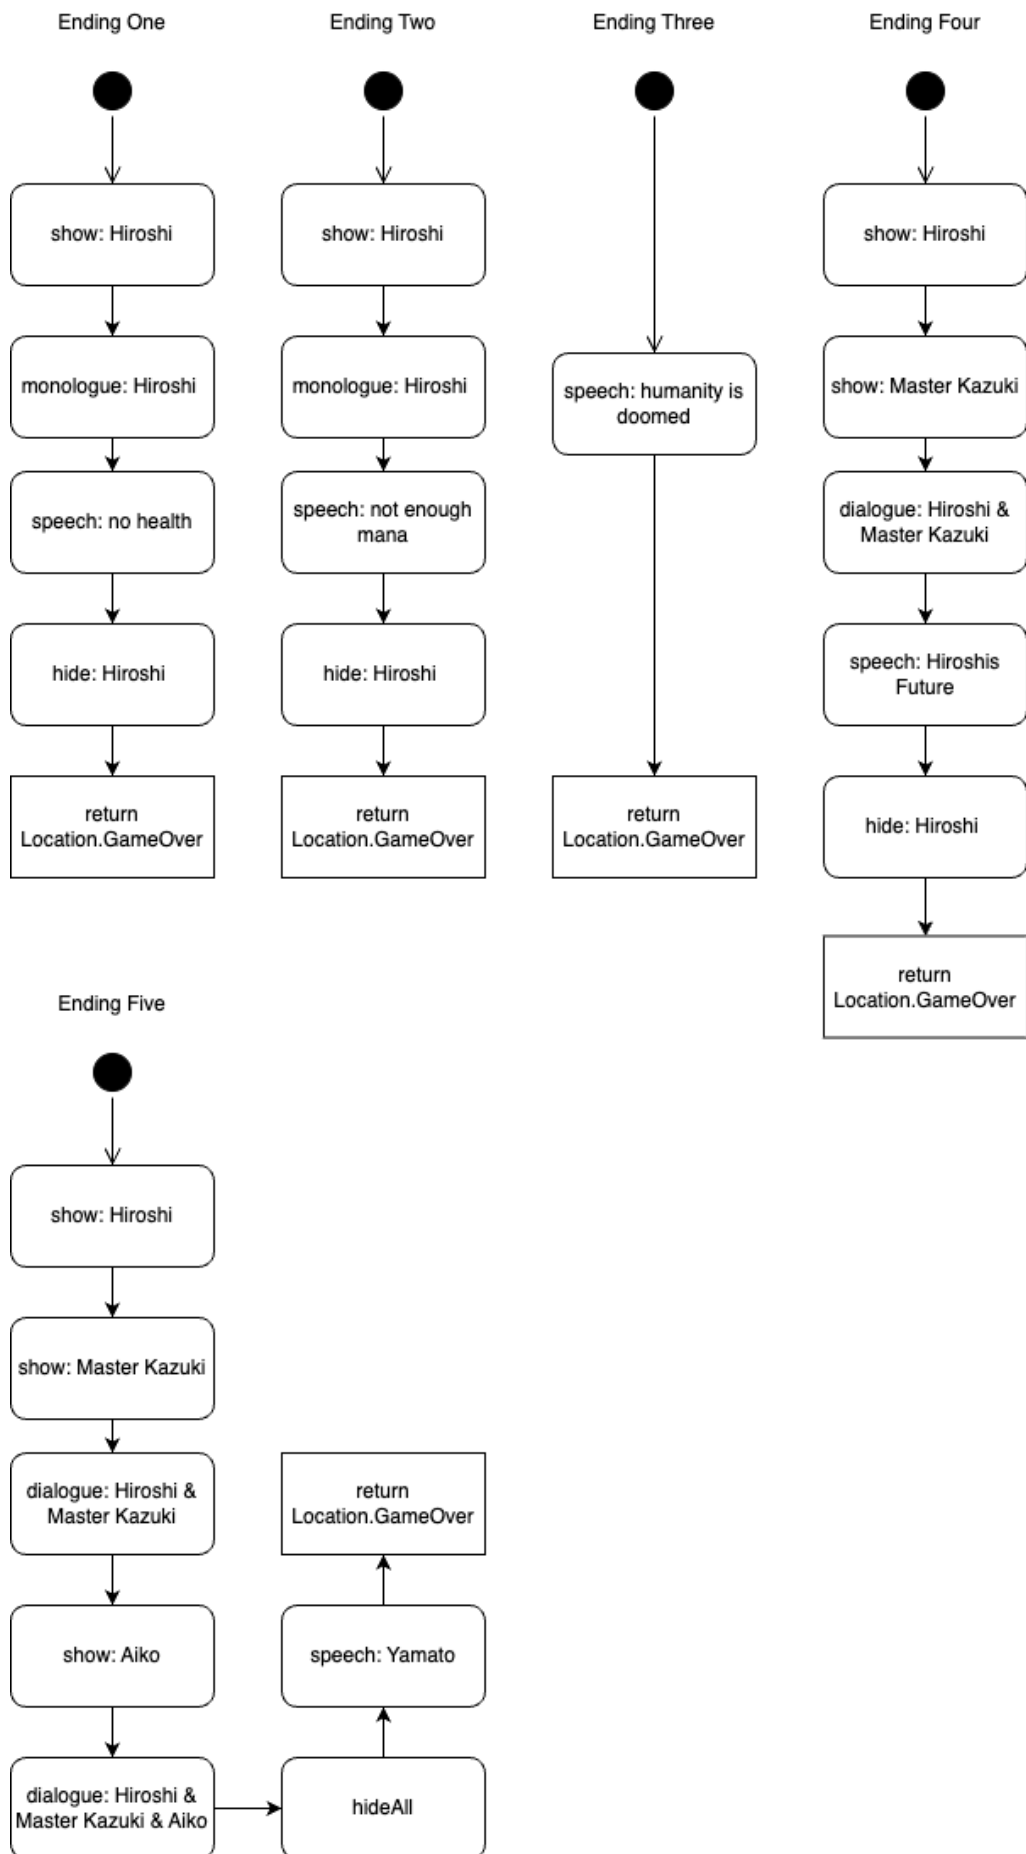 Ending One
Ending Two
Ending Three
Ending Four
show: Hiroshi
show: Hiroshi
show: Hiroshi
monologue: Hiroshi
monologue: Hiroshi
speech: humanity is
doomed
show: Master Kazuki
speech: no health
speech: not enough
mana
dialogue: Hiroshi &
Master Kazuki
hide: Hiroshi
hide: Hiroshi
speech: Hiroshis
Future
return
Location.GameOver
return
Location.GameOver
return
Location.GameOver
hide: Hiroshi
return
Location.GameOver
Ending Five
show: Hiroshi
show: Master Kazuki
dialogue: Hiroshi &
Master Kazuki
return
Location.GameOver
show: Aiko
speech: Yamato
dialogue: Hiroshi &
Master Kazuki & Aiko
hideAll